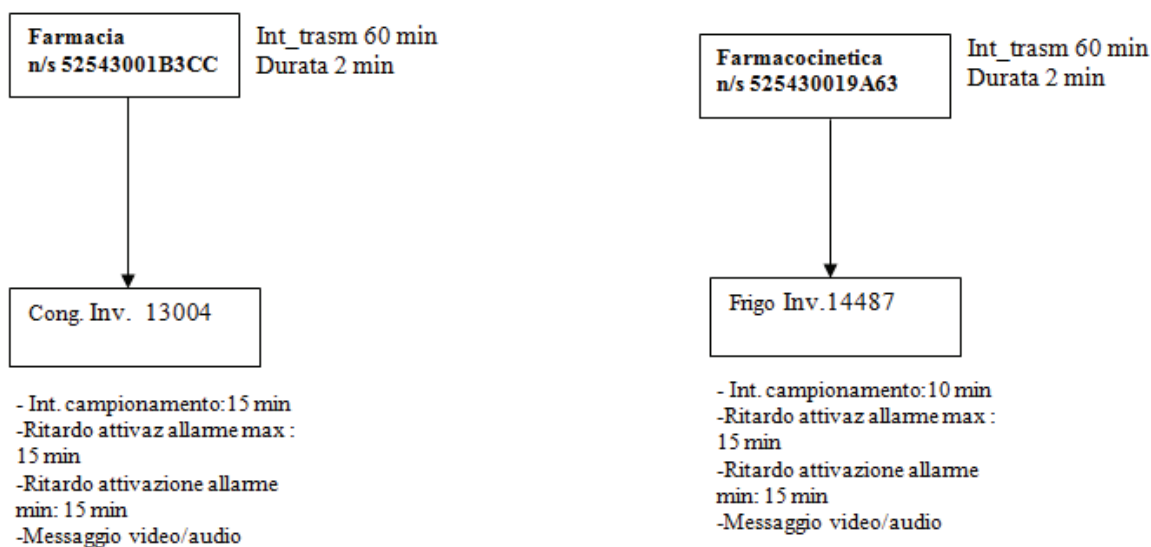 Farmacia
n/s 52543001B3CC
Int_trasm 60 min
Durata 2 min
Cong. Inv. 13004
- Int. campionamento:15 min
-Ritardo attivaz allarme max :
15 min
-Ritardo attivazione allarme
min: 15 min
-Messaggio video/audio
Farmacocinetica
n/s 525430019A63
Int_trasm 60 min
Durata 2 min
Frigo Inv.14487
- Int. campionamento:10 min
-Ritardo attivaz allarme max :
15 min
-Ritardo attivazione allarme
min: 15 min
-Messaggio video/audio